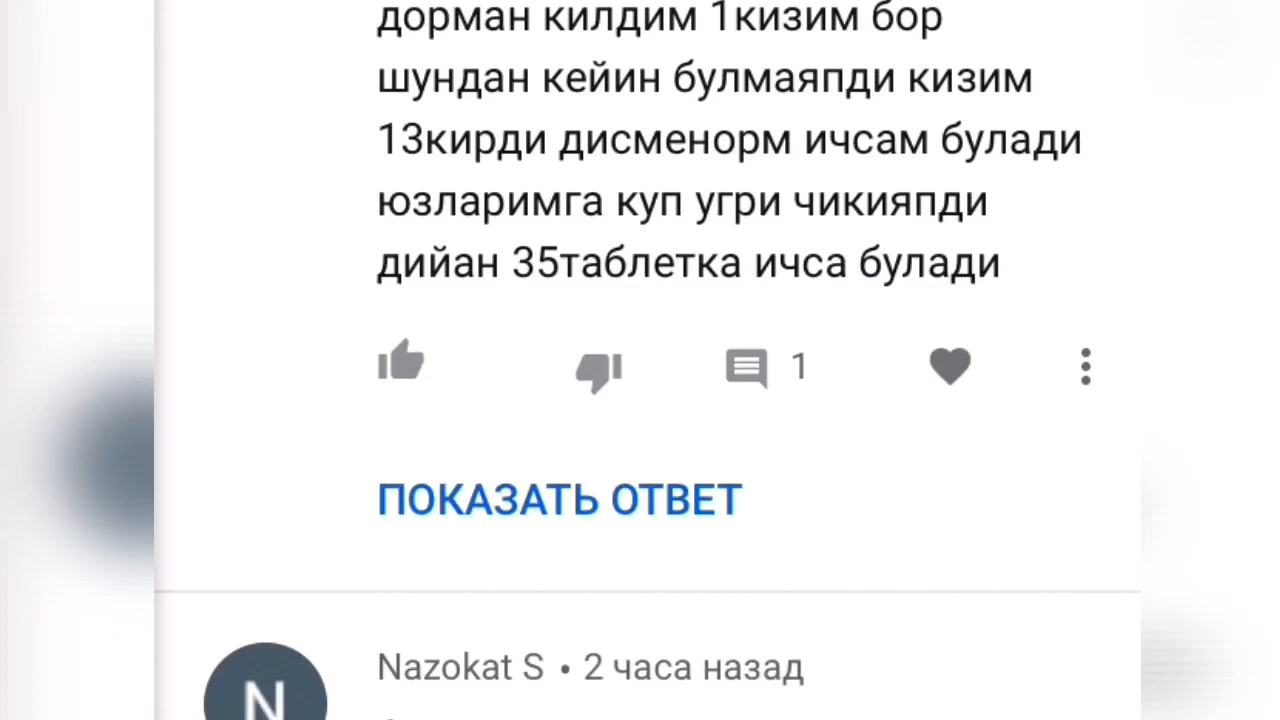 дорман килдим 1кизим бор
шундан кейин булмаяпди кизим
13кирди дисменорм ичсам булади
юзларимга куп угри чикияпди
дийан 35таблетка ичса булади
1
ПОКАЗАТЬ ОТВЕТ
Nazokat S • 2 часа назад
N